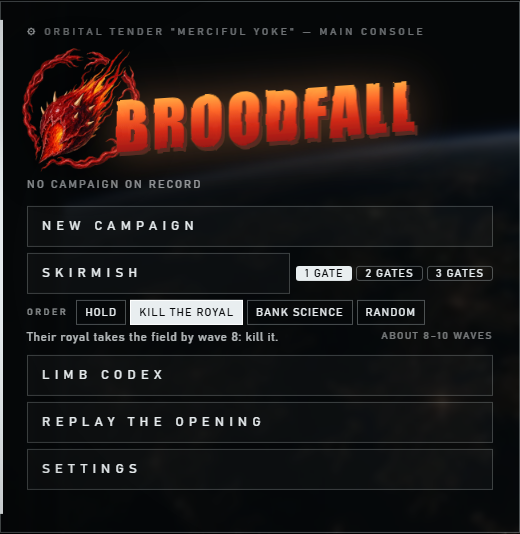 ⚙ ORBITAL TENDER "MERCIFUL YOKE" — MAIN CONSOLE
BROODFALL
NO CAMPAIGN ON RECORD
NEW CAMPAIGN
SKIRMISH 1 GATE 2 GATES 3 GATES
ORDER HOLD KILL THE ROYAL BANK SCIENCE RANDOM
Their royal takes the field by wave 8: kill it. ABOUT 8–10 WAVES
LIMB CODEX
REPLAY THE OPENING
SETTINGS